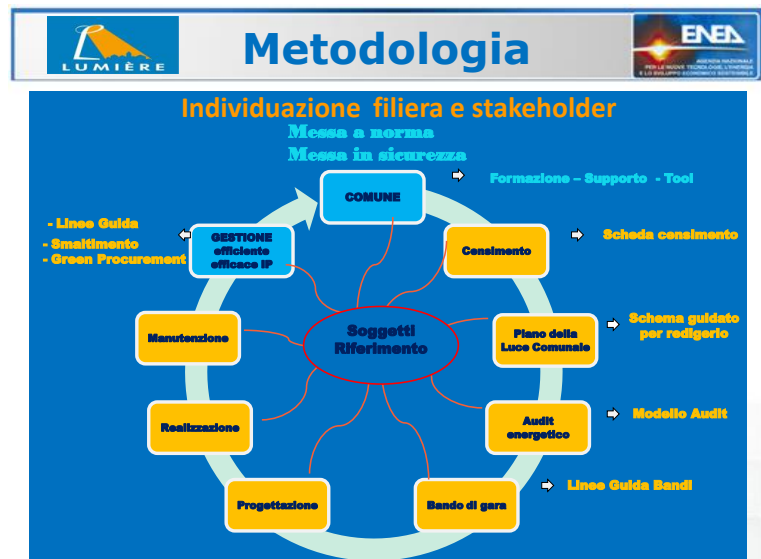 LUMIÈRE
Metodologia
ENEA
AGENZIA NAZIONALE
PER LE NUOVE TECNOLOGIE, L'ENERGIA
E LO SVILUPPO ECONOMICO SOSTENIBILE
Individuazione filiera e stakeholder
Messa a norma
Messa in sicurezza
COMUNE
Formazione – Supporto - Tool
Censimento
Scheda censimento
Piano della
Luce Comunale
Schema guidato
per redigerlo
Audit
energetico
Modello Audit
Bando di gara
Linee Guida Bandi
Progettazione
Realizzazione
Manutenzione
GESTIONE
efficiente
efficace IP
- Linee Guida
- Smaltimento
- Green Procurement
Soggetti
Riferimento